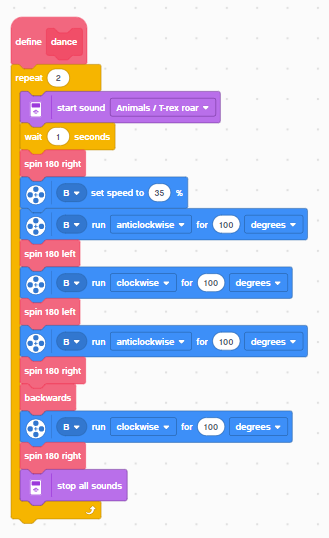 define dance
repeat 2
start sound Animals / T-rex roar
wait 1 seconds
spin 180 right
B set speed to 35 %
B run anticlockwise for 100 degrees
spin 180 left
B run clockwise for 100 degrees
spin 180 left
B run anticlockwise for 100 degrees
spin 180 right
backwards
B run clockwise for 100 degrees
spin 180 right
stop all sounds